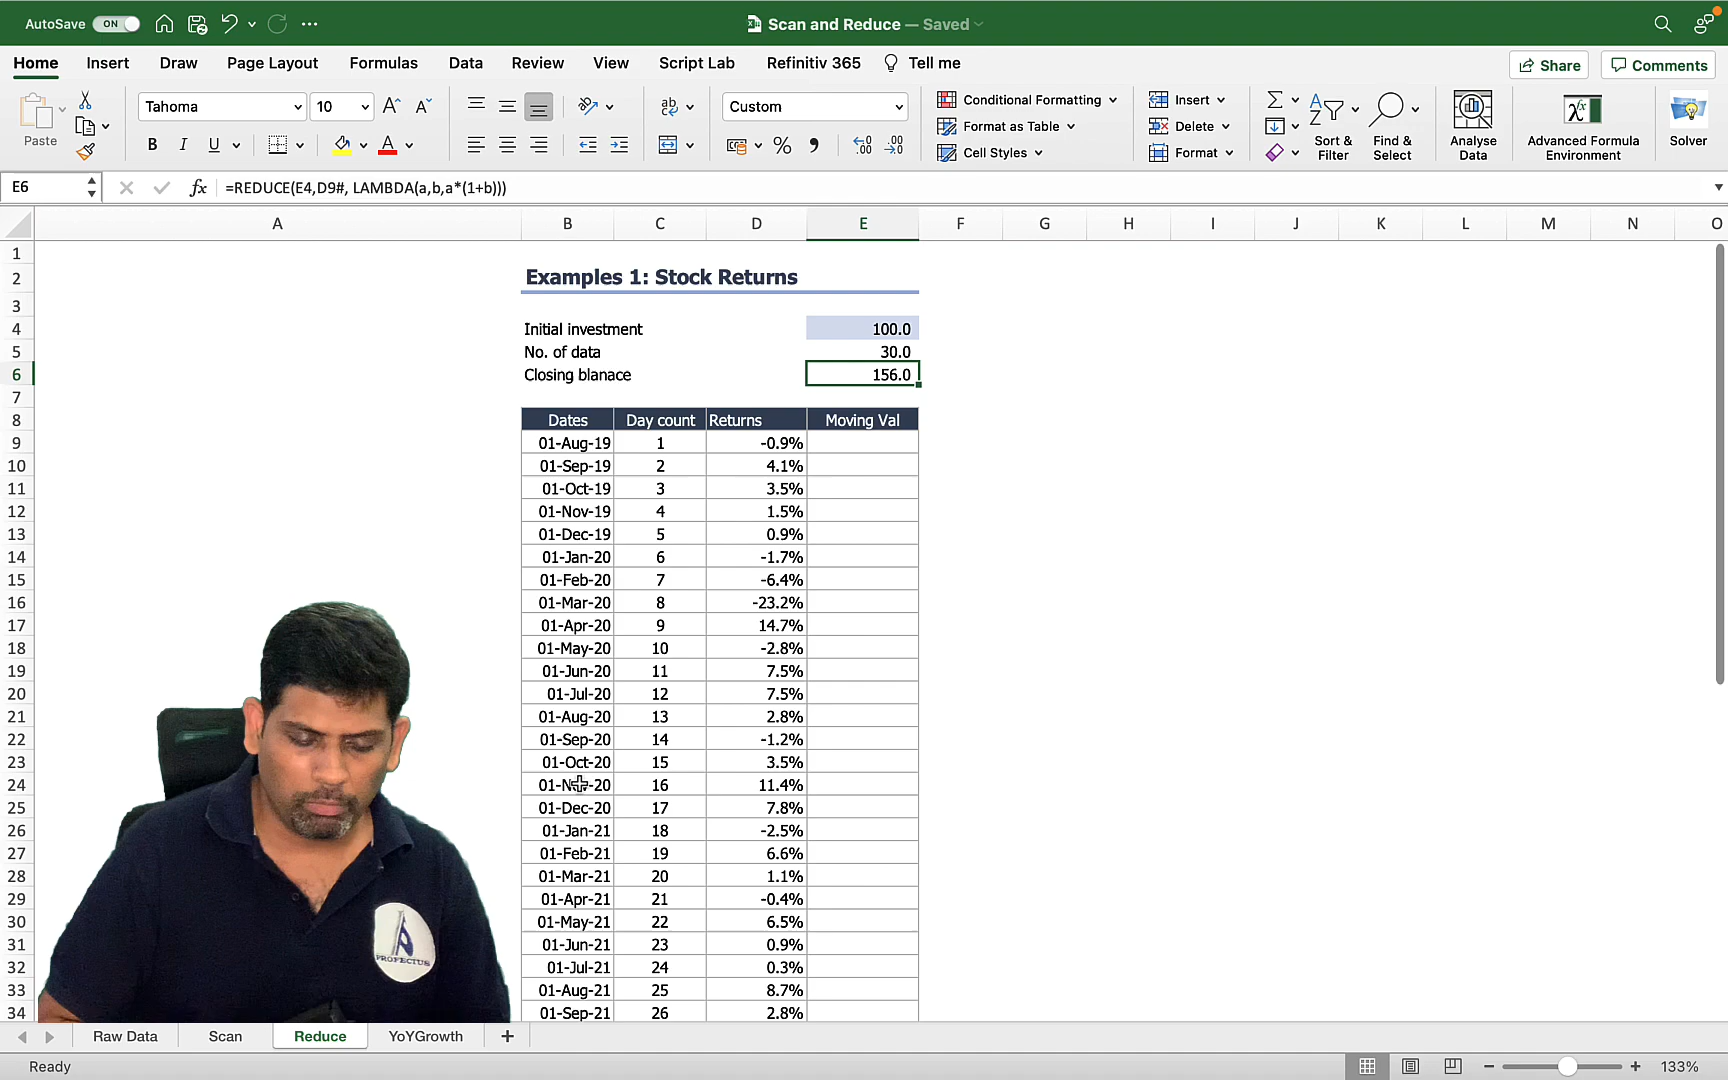 AutoSave ON Scan and Reduce — Saved
Home Insert Draw Page Layout Formulas Data Review View Script Lab Refinitiv 365 Tell me Share Comments
Paste
Tahoma 10
B I U
A
ab
Custom
% , .00 .00
Conditional Formatting
Format as Table
Cell Styles
Insert
Delete
Format
Sort & Filter
Find & Select
Analyse Data
Advanced Formula Environment
Solver
E6 fx =REDUCE(E4,D9#, LAMBDA(a,b,a*(1+b)))
A B C D E F G H I J K L M N O
1
2 Examples 1: Stock Returns
3
4 Initial investment 100.0
5 No. of data 30.0
6 Closing blanace 156.0
7
8 Dates Day count Returns Moving Val
9 01-Aug-19 1 -0.9%
10 01-Sep-19 2 4.1%
11 01-Oct-19 3 3.5%
12 01-Nov-19 4 1.5%
13 01-Dec-19 5 0.9%
14 01-Jan-20 6 -1.7%
15 01-Feb-20 7 -6.4%
16 01-Mar-20 8 -23.2%
17 01-Apr-20 9 14.7%
18 01-May-20 10 -2.8%
19 01-Jun-20 11 7.5%
20 01-Jul-20 12 7.5%
21 01-Aug-20 13 2.8%
22 01-Sep-20 14 -1.2%
23 01-Oct-20 15 3.5%
24 01-Nov-20 16 11.4%
25 01-Dec-20 17 7.8%
26 01-Jan-21 18 -2.5%
27 01-Feb-21 19 6.6%
28 01-Mar-21 20 1.1%
29 01-Apr-21 21 -0.4%
30 01-May-21 22 6.5%
31 01-Jun-21 23 0.9%
32 01-Jul-21 24 0.3%
33 01-Aug-21 25 8.7%
34 01-Sep-21 26 2.8%
PROFECTUS
Raw Data Scan Reduce YoYGrowth +
Ready 133%